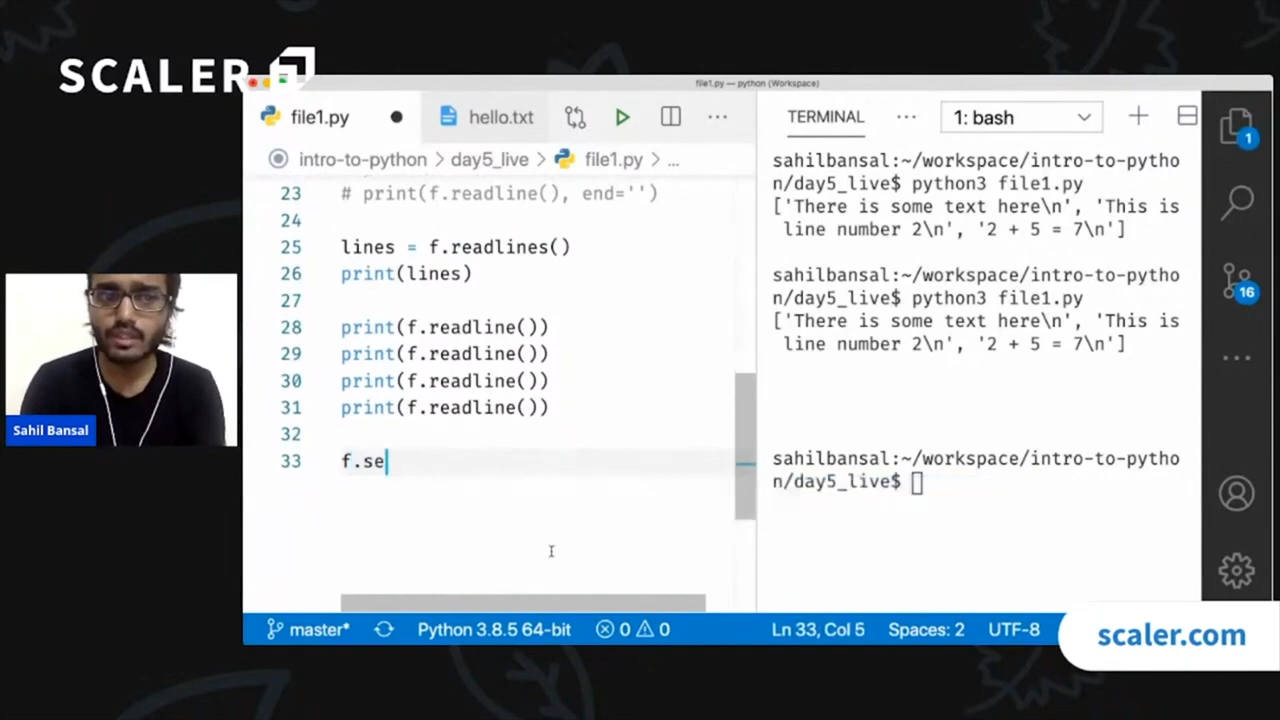 SCALER
file1.py — python (Workspace)
file1.py
hello.txt
intro-to-python > day5_live > file1.py > ...
23 # print(f.readline(), end='')
24
25 lines = f.readlines()
26 print(lines)
27
28 print(f.readline())
29 print(f.readline())
30 print(f.readline())
31 print(f.readline())
32
33 f.se
TERMINAL ... 1: bash
sahilbansal:~/workspace/intro-to-pytho
n/day5_live$ python3 file1.py
['There is some text here\n', 'This is
line number 2\n', '2 + 5 = 7\n']
sahilbansal:~/workspace/intro-to-pytho
n/day5_live$ python3 file1.py
['There is some text here\n', 'This is
line number 2\n', '2 + 5 = 7\n']
sahilbansal:~/workspace/intro-to-pytho
n/day5_live$
1
16
Sahil Bansal
master* Python 3.8.5 64-bit 0 0 Ln 33, Col 5 Spaces: 2 UTF-8
scaler.com